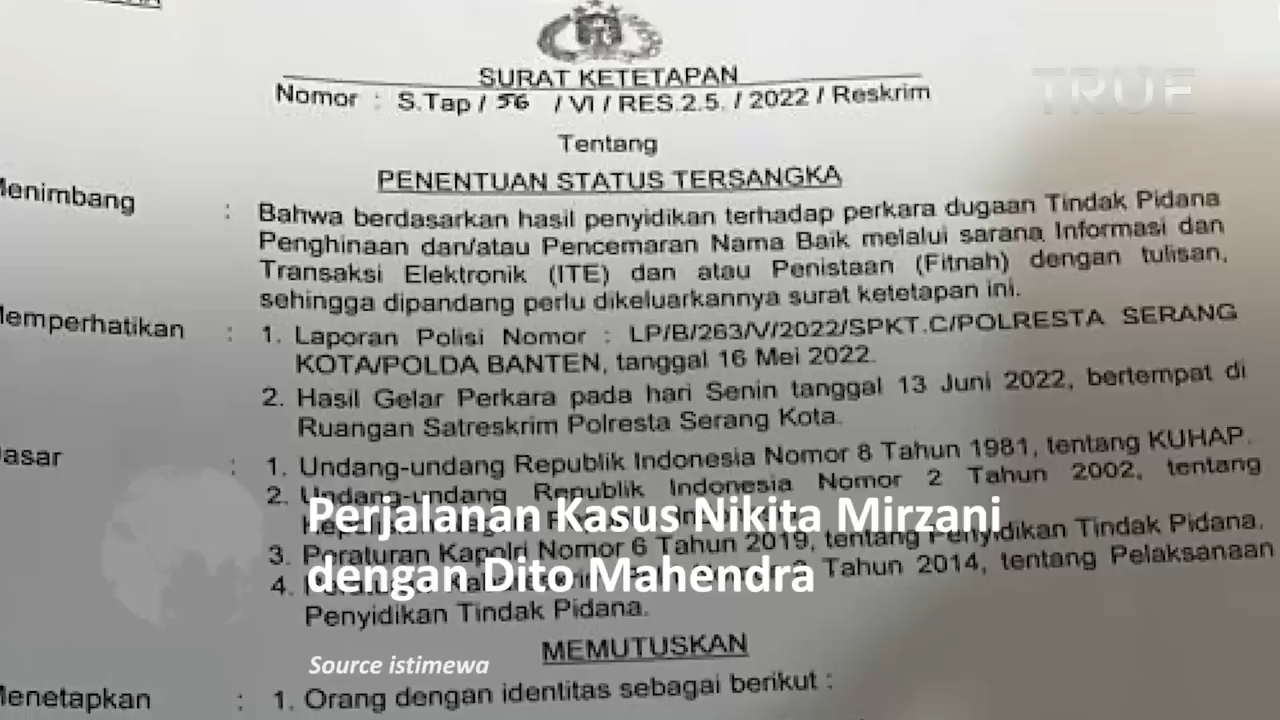 TRUE
SURAT KETETAPAN
Nomor : S.Tap / 56 / VI / RES.2.5. / 2022 / Reskrim
Tentang
PENENTUAN STATUS TERSANGKA
Menimbang : Bahwa berdasarkan hasil penyidikan terhadap perkara dugaan Tindak Pidana
Penghinaan dan/atau Pencemaran Nama Baik melalui sarana Informasi dan
Transaksi Elektronik (ITE) dan atau Penistaan (Fitnah) dengan tulisan,
sehingga dipandang perlu dikeluarkannya surat ketetapan ini.
Memperhatikan : 1. Laporan Polisi Nomor : LP/B/263/V/2022/SPKT.C/POLRESTA SERANG
KOTA/POLDA BANTEN, tanggal 16 Mei 2022.
2. Hasil Gelar Perkara pada hari Senin tanggal 13 Juni 2022, bertempat di
Ruangan Satreskrim Polresta Serang Kota.
asar : 1. Undang-undang Republik Indonesia Nomor 8 Tahun 1981, tentang KUHAP.
2. Undang-undang Republik Indonesia Nomor 2 Tahun 2002, tentang
Perjalanan Kasus Nikita Mirzani
3. Peraturan Kapolri Nomor 6 Tahun 2019, tentang Penyidikan Tindak Pidana.
dengan Dito Mahendra
4. Tahun 2014, tentang Pelaksanaan
Penyidikan Tindak Pidana.
MEMUTUSKAN
Source istimewa
Menetapkan : 1. Orang dengan identitas sebagai berikut :